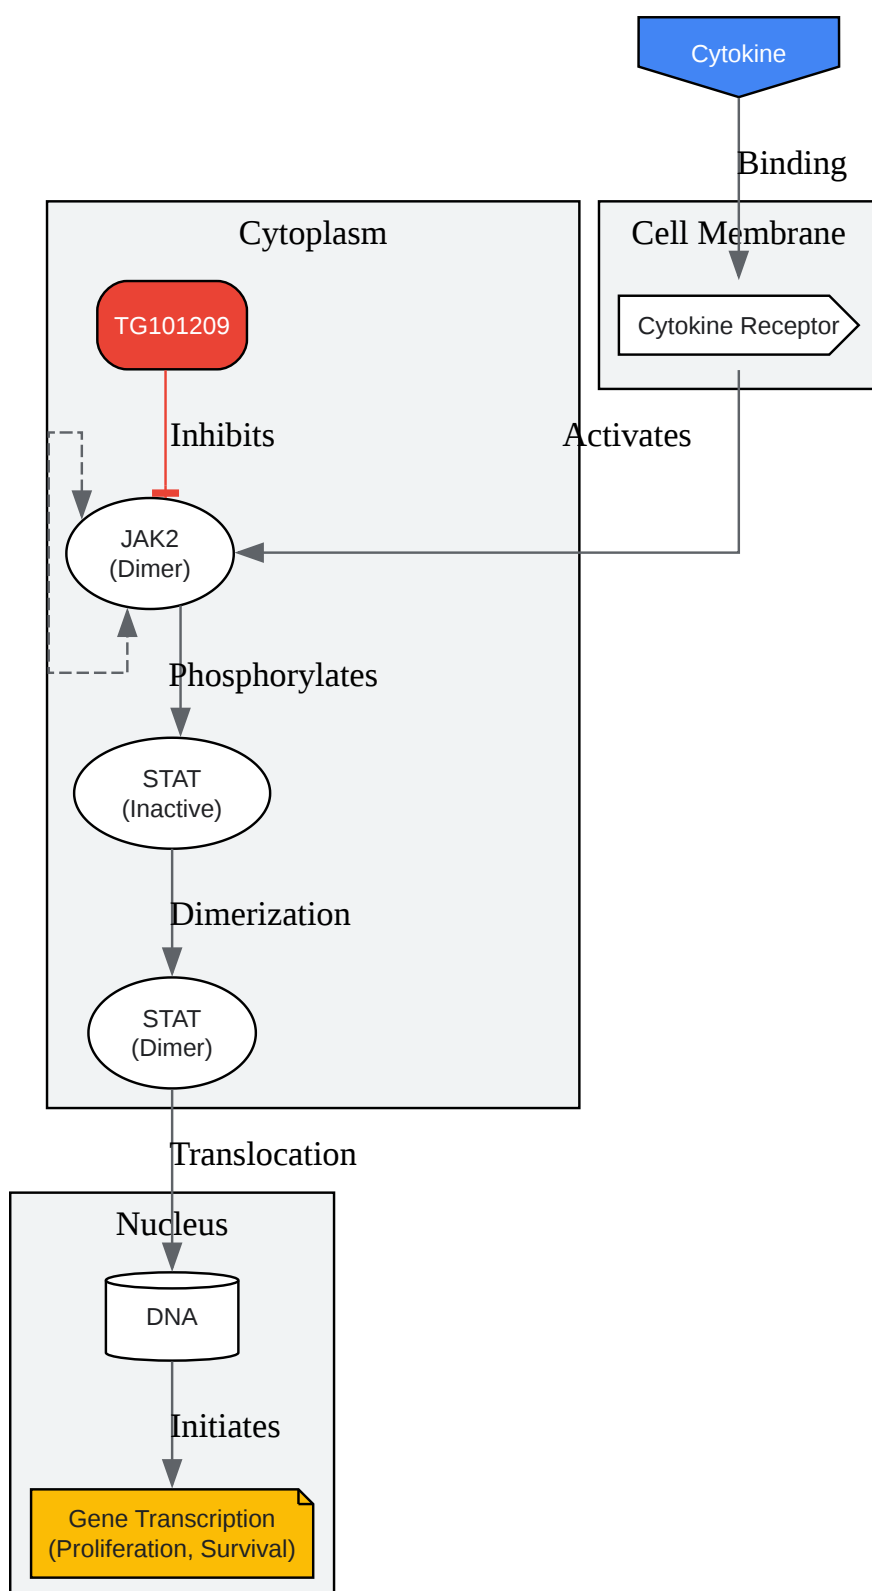 Cytokine
Binding
Cytoplasm
Cell Membrane
TG101209
Cytokine Receptor
Inhibits
Activates
JAK2
(Dimer)
Phosphorylates
STAT
(Inactive)
Dimerization
STAT
(Dimer)
Translocation
Nucleus
DNA
Initiates
Gene Transcription
(Proliferation, Survival)